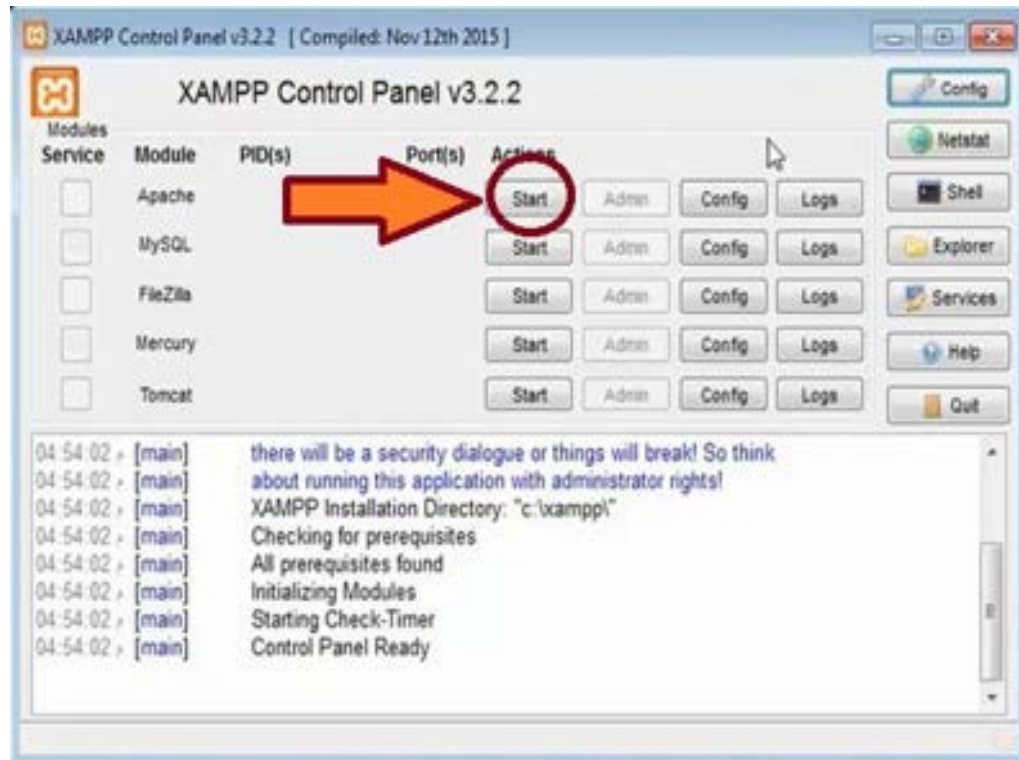 XAMPP Control Panel v3.2.2 [ Compiled: Nov 12th 2015 ]
XAMPP Control Panel v3.2.2
Config
Modules
Service Module PID(s) Port(s) Actions
Netstat
Apache Start Admin Config Logs
Shell
MySQL Start Admin Config Logs
Explorer
FileZilla Start Admin Config Logs
Services
Mercury Start Admin Config Logs
Help
Tomcat Start Admin Config Logs
Quit
04:54:02 [main] there will be a security dialogue or things will break! So think
04:54:02 [main] about running this application with administrator rights!
04:54:02 [main] XAMPP Installation Directory: "c:\xampp\"
04:54:02 [main] Checking for prerequisites
04:54:02 [main] All prerequisites found
04:54:02 [main] Initializing Modules
04:54:02 [main] Starting Check-Timer
04:54:02 [main] Control Panel Ready